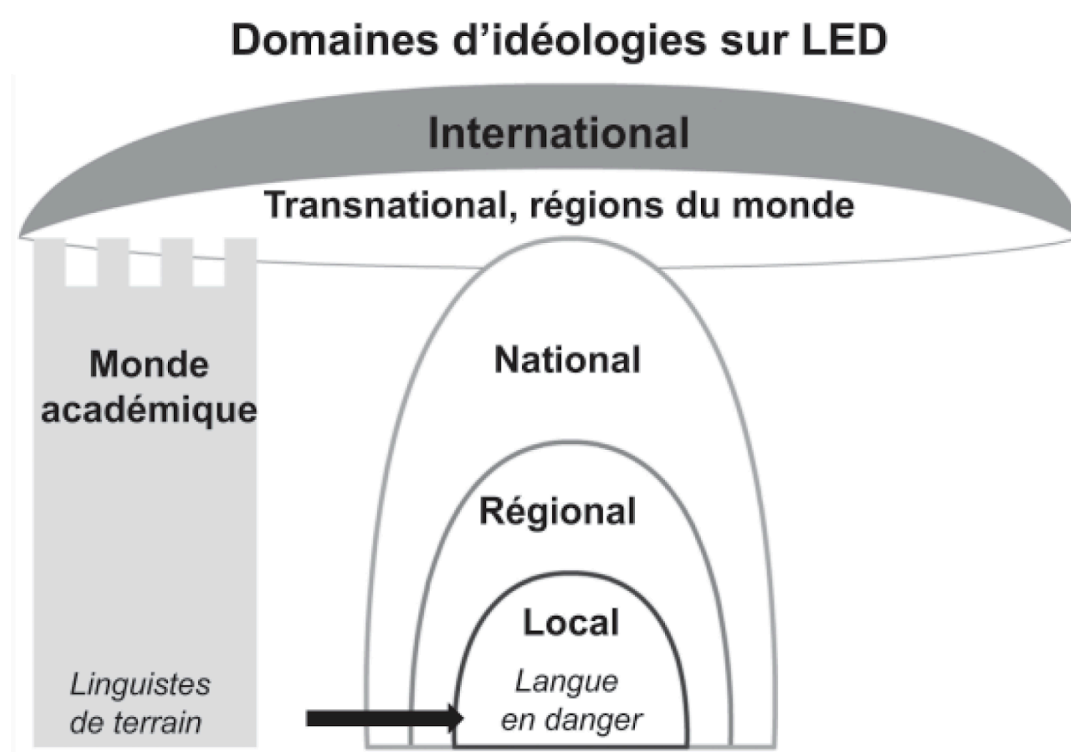 Domaines d’idéologies sur LED
International
Transnational, régions du monde
Monde
académique
National
Régional
Local
Linguistes
de terrain
Langue
en danger